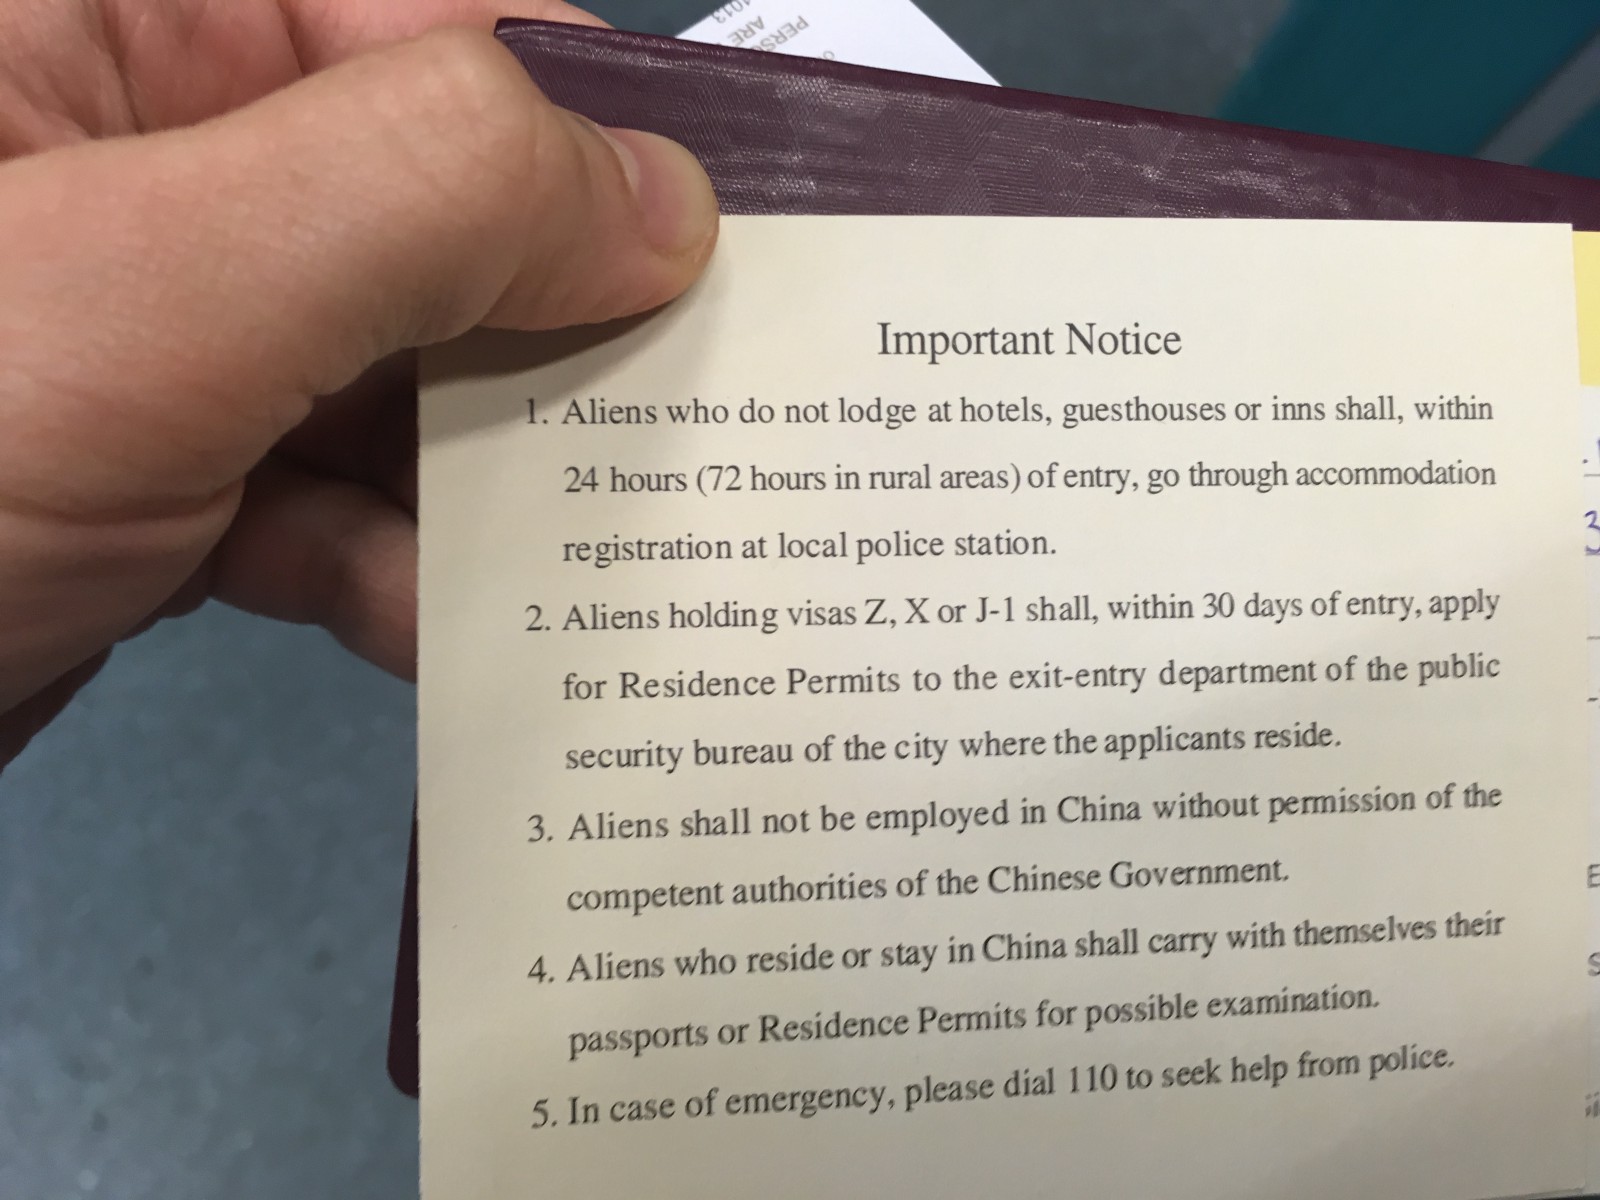 1013
ARE
PERSO
Important Notice
1. Aliens who do not lodge at hotels, guesthouses or inns shall, within
24 hours (72 hours in rural areas) of entry, go through accommodation
registration at local police station.
2. Aliens holding visas Z, X or J-1 shall, within 30 days of entry, apply
for Residence Permits to the exit-entry department of the public
security bureau of the city where the applicants reside.
3. Aliens shall not be employed in China without permission of the
competent authorities of the Chinese Government.
4. Aliens who reside or stay in China shall carry with themselves their
passports or Residence Permits for possible examination.
5. In case of emergency, please dial 110 to seek help from police.
3
E
S